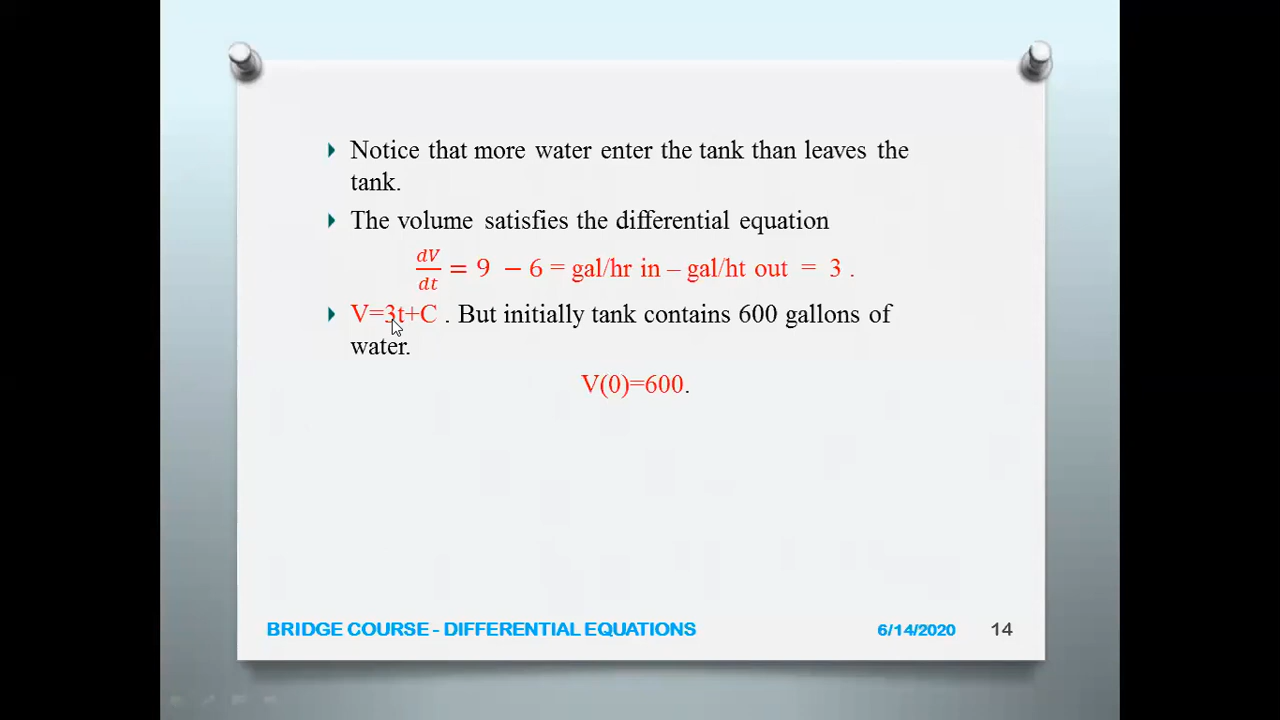 Notice that more water enter the tank than leaves the
tank.
The volume satisfies the differential equation
dV/dt = 9 − 6 = gal/hr in – gal/ht out = 3 .
V=3t+C . But initially tank contains 600 gallons of
water.
V(0)=600.
BRIDGE COURSE - DIFFERENTIAL EQUATIONS 6/14/2020 14